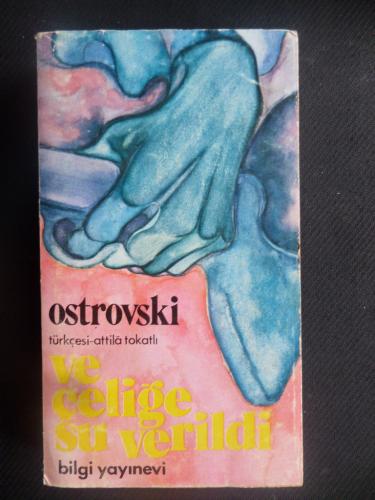 ostrovski
türkçesi-attilâ tokatlı
ve
çeliğe
su verildi
bilgi yayınevi